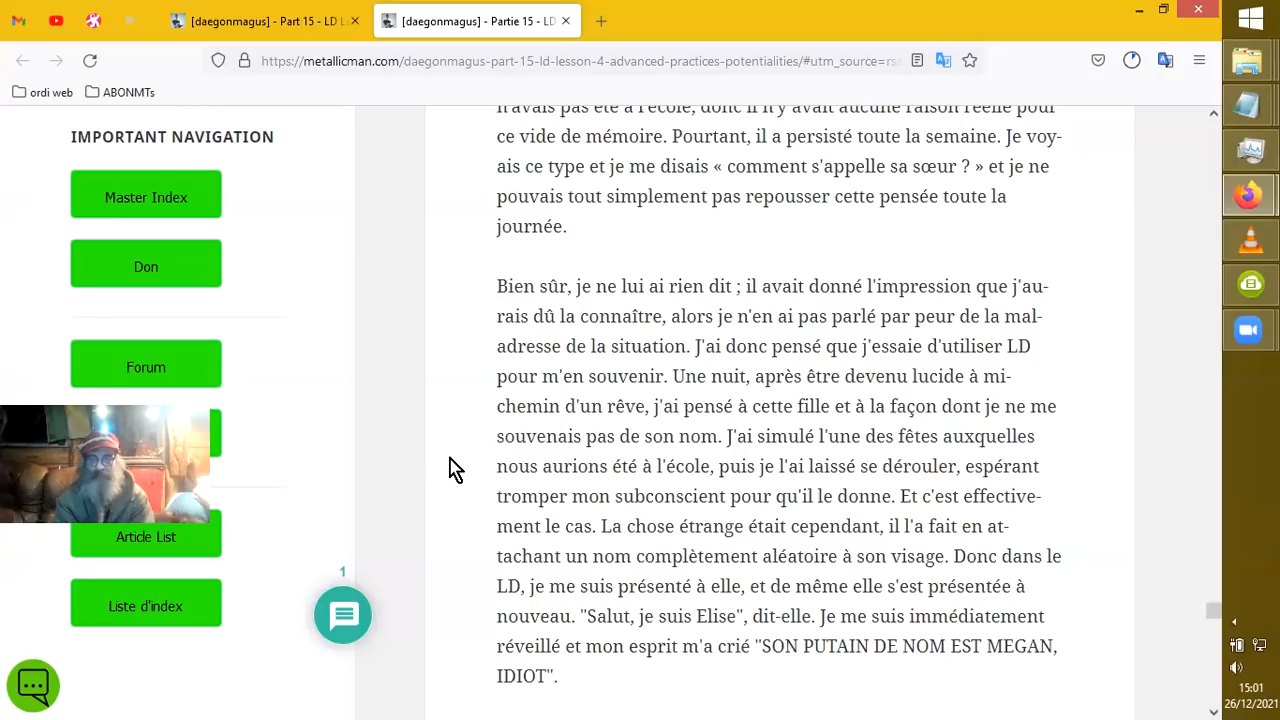 [daegonmagus] - Part 15 - LD L
[daegonmagus] - Partie 15 - LD
https://metallicman.com/daegonmagus-part-15-ld-lesson-4-advanced-practices-potentialities/#utm_source=rss
ordi web
ABONMTs
IMPORTANT NAVIGATION
Master Index
Don
Forum
Article List
Liste d'index
1
n'avais pas été à l'école, donc il n'y avait aucune raison réelle pour
ce vide de mémoire. Pourtant, il a persisté toute la semaine. Je voy-
ais ce type et je me disais « comment s'appelle sa sœur ? » et je ne
pouvais tout simplement pas repousser cette pensée toute la
journée.
Bien sûr, je ne lui ai rien dit ; il avait donné l'impression que j'au-
rais dû la connaître, alors je n'en ai pas parlé par peur de la mal-
adresse de la situation. J'ai donc pensé que j'essaie d'utiliser LD
pour m'en souvenir. Une nuit, après être devenu lucide à mi-
chemin d'un rêve, j'ai pensé à cette fille et à la façon dont je ne me
souvenais pas de son nom. J'ai simulé l'une des fêtes auxquelles
nous aurions été à l'école, puis je l'ai laissé se dérouler, espérant
tromper mon subconscient pour qu'il le donne. Et c'est effective-
ment le cas. La chose étrange était cependant, il l'a fait en at-
tachant un nom complètement aléatoire à son visage. Donc dans le
LD, je me suis présenté à elle, et de même elle s'est présentée à
nouveau. "Salut, je suis Elise", dit-elle. Je me suis immédiatement
réveillé et mon esprit m'a crié "SON PUTAIN DE NOM EST MEGAN,
IDIOT".
15:01
26/12/2021